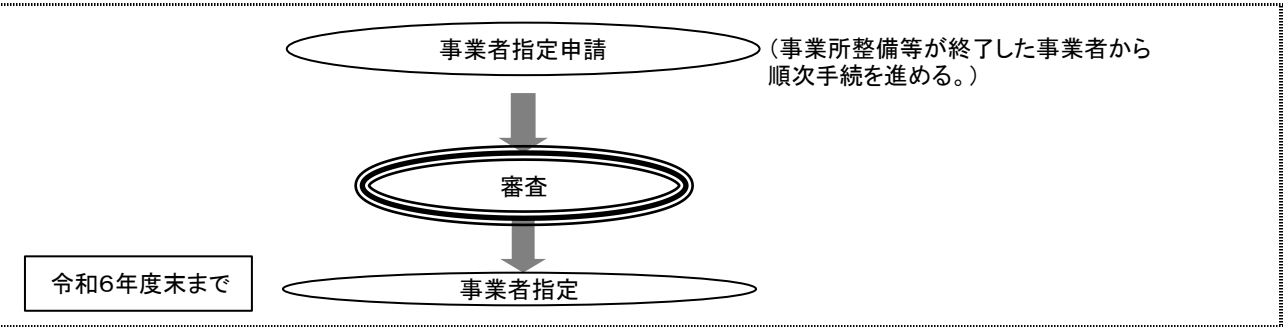 事業者指定申請
（事業所整備等が終了した事業者から
順次手続を進める。）
審査
令和６年度末まで
事業者指定